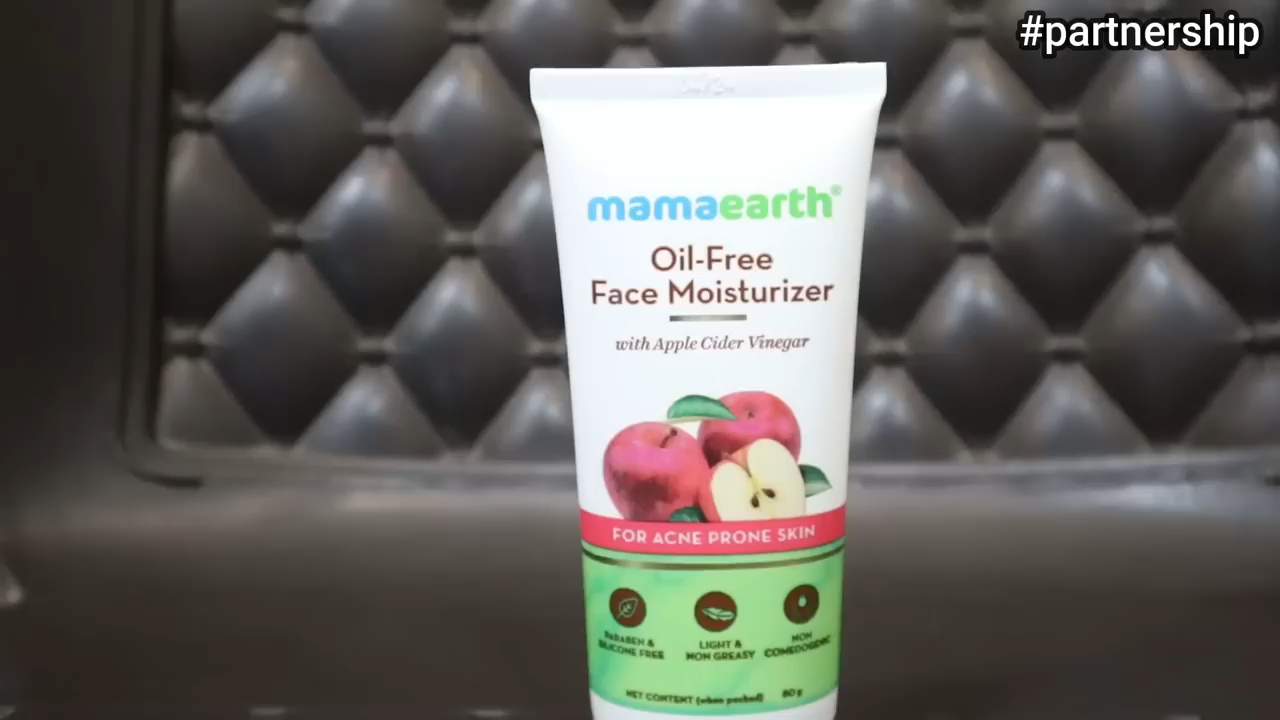 #partnership
mamaearth®
Oil-Free
Face Moisturizer
with Apple Cider Vinegar
FOR ACNE PRONE SKIN
PARABEN &
SILICONE FREE
LIGHT &
NON GREASY
NON
COMEDOGENIC
NET CONTENT (when packed) 80 g